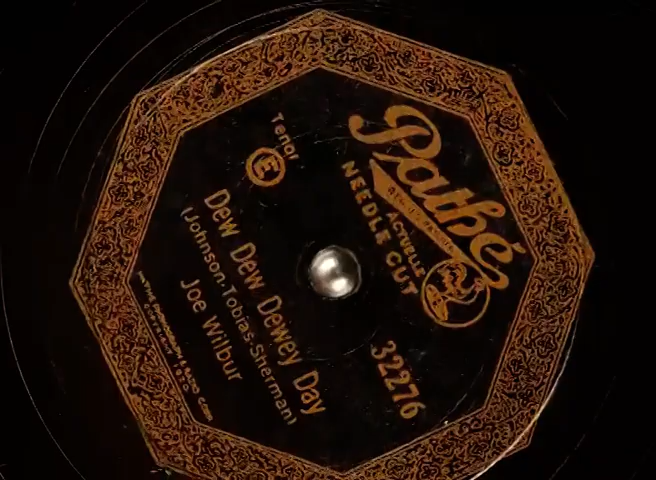 Pathé
ACTUELLE
NEEDLE CUT
Tenor
E
32276
Dew Dew Dewey Day
(Johnson-Tobias-Sherman)
Joe Wilbur